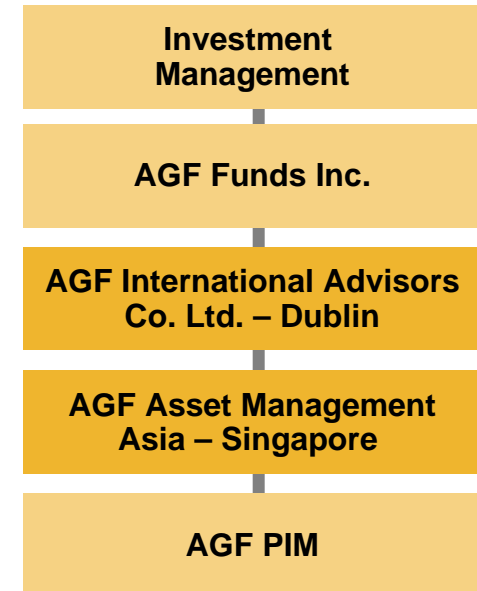 Investment
Management
AGF Funds Inc.
AGF International Advisors
Co. Ltd. – Dublin
AGF Asset Management
Asia – Singapore
AGF PIM